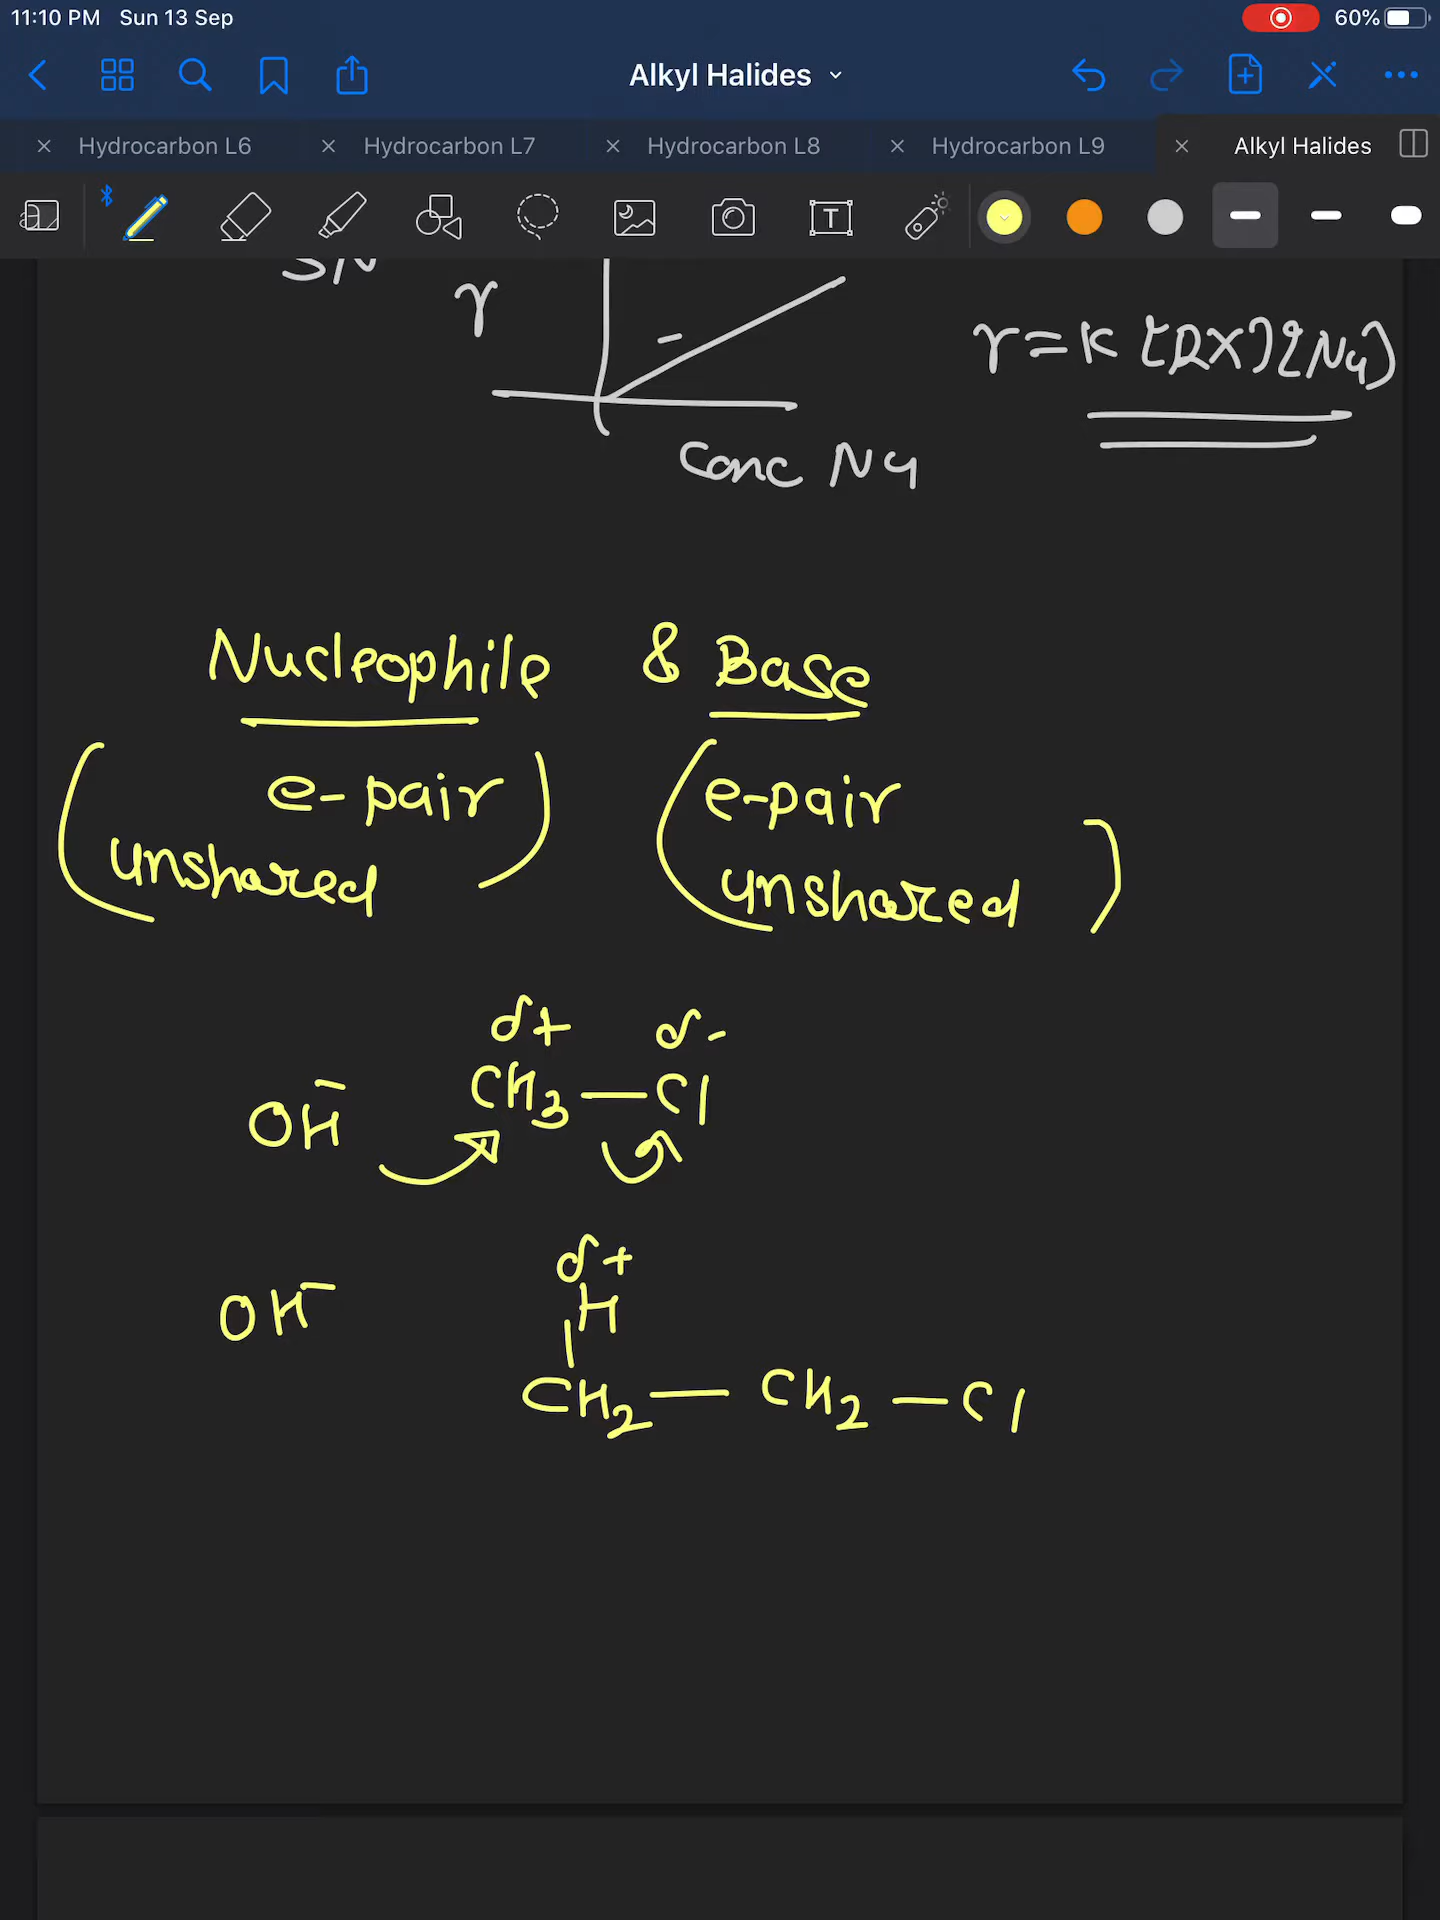 11:10 PM Sun 13 Sep 60%
Alkyl Halides
Hydrocarbon L6 Hydrocarbon L7 Hydrocarbon L8 Hydrocarbon L9 Alkyl Halides
SN
r
r=K[RX][Nu]
Conc Nu
Nucleophile & Base
(e-pair unshared) (e-pair unshared)
δ+ δ-
OH⁻ CH₃—Cl
δ+
OH⁻ H
|
CH₂—CH₂—Cl